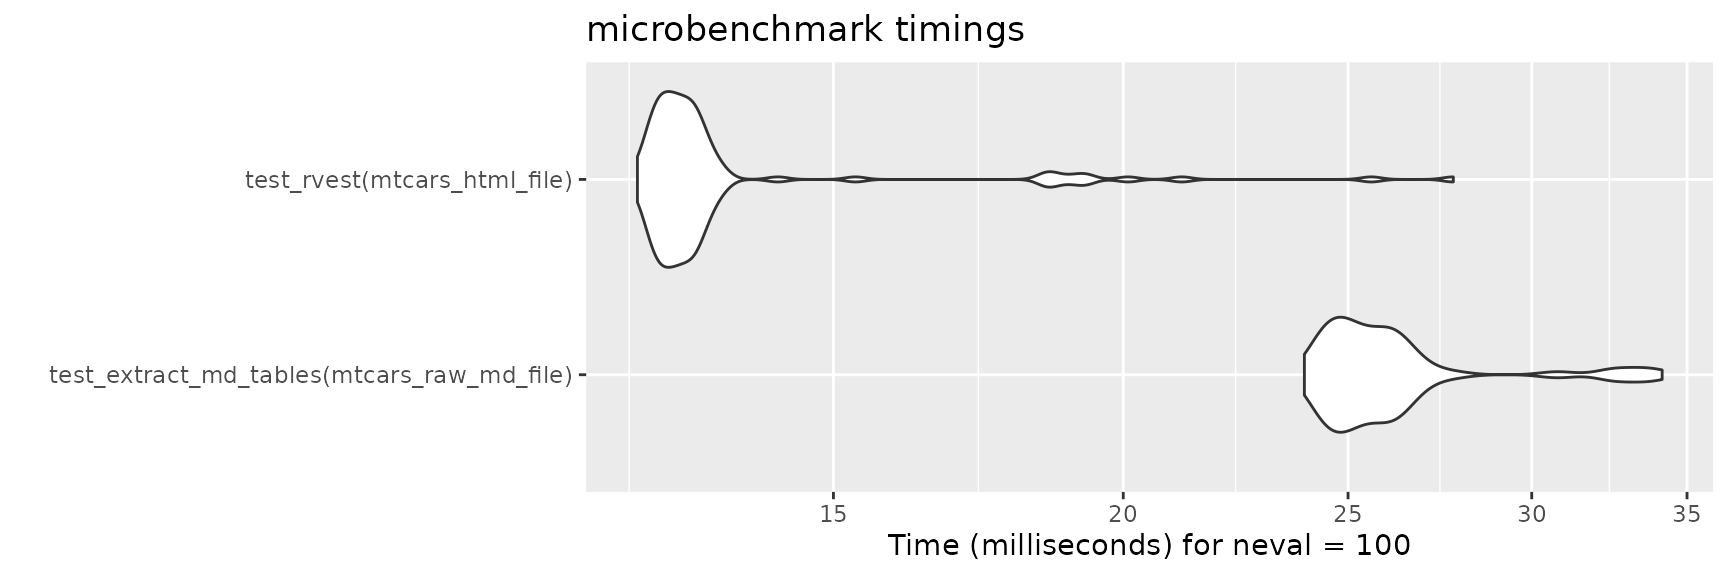 microbenchmark timings
test_rvest(mtcars_html_file)
test_extract_md_tables(mtcars_raw_md_file)
15 20 25 30 35
Time (milliseconds) for neval = 100